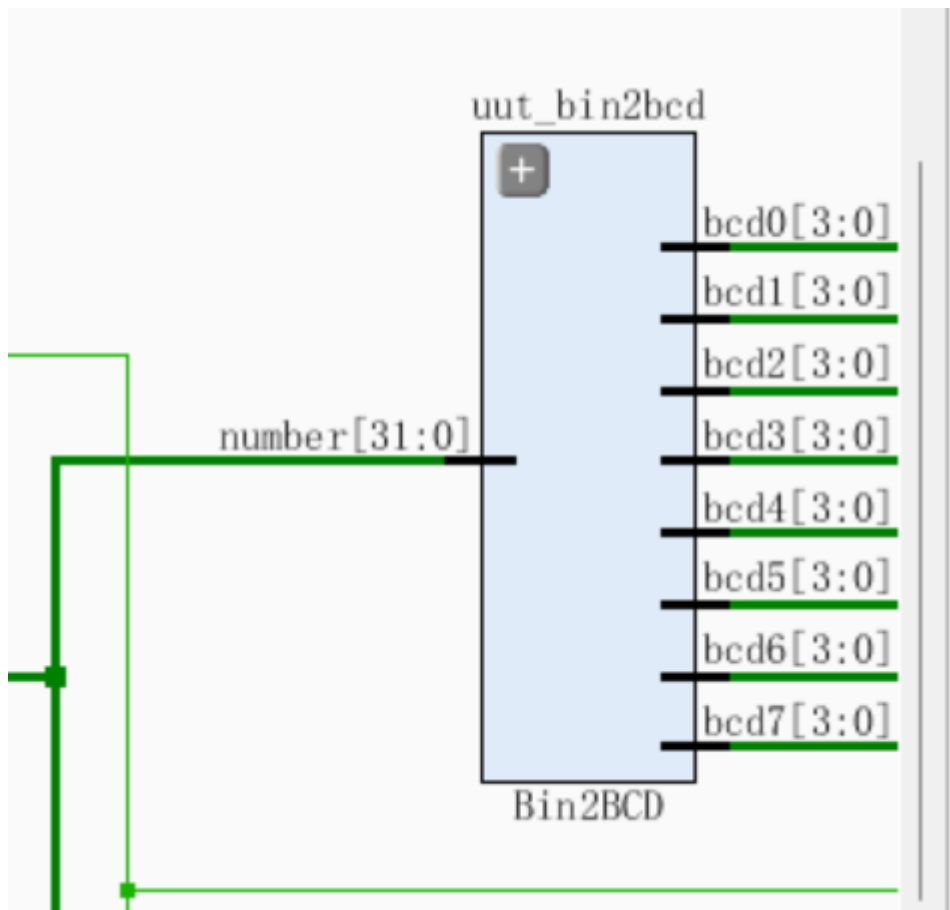 uut_bin2bcd
+
bcd0[3:0]
bcd1[3:0]
bcd2[3:0]
number[31:0]
bcd3[3:0]
bcd4[3:0]
bcd5[3:0]
bcd6[3:0]
bcd7[3:0]
Bin2BCD